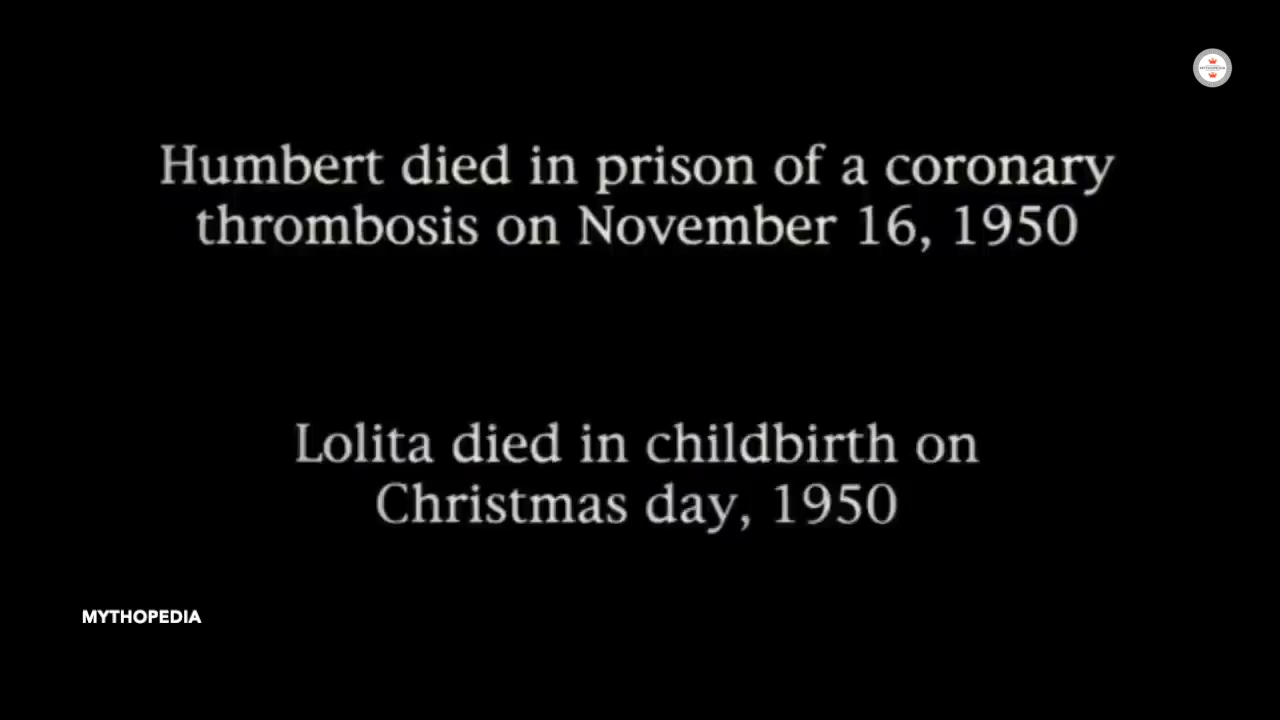 MYTHOPEDIA
Humbert died in prison of a coronary
thrombosis on November 16, 1950
Lolita died in childbirth on
Christmas day, 1950
MYTHOPEDIA